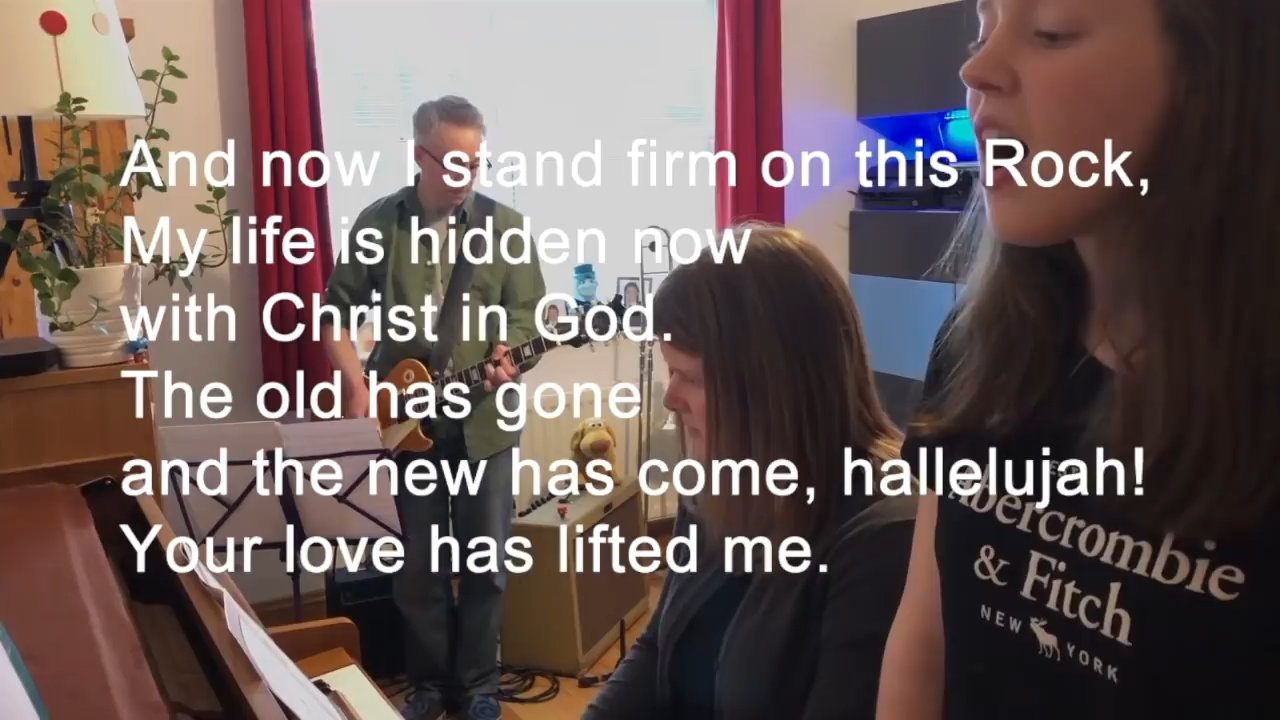 And now I stand firm on this Rock,
My life is hidden now
with Christ in God.
The old has gone
and the new has come, hallelujah!
Your love has lifted me.
Abercrombie
& Fitch
NEW YORK